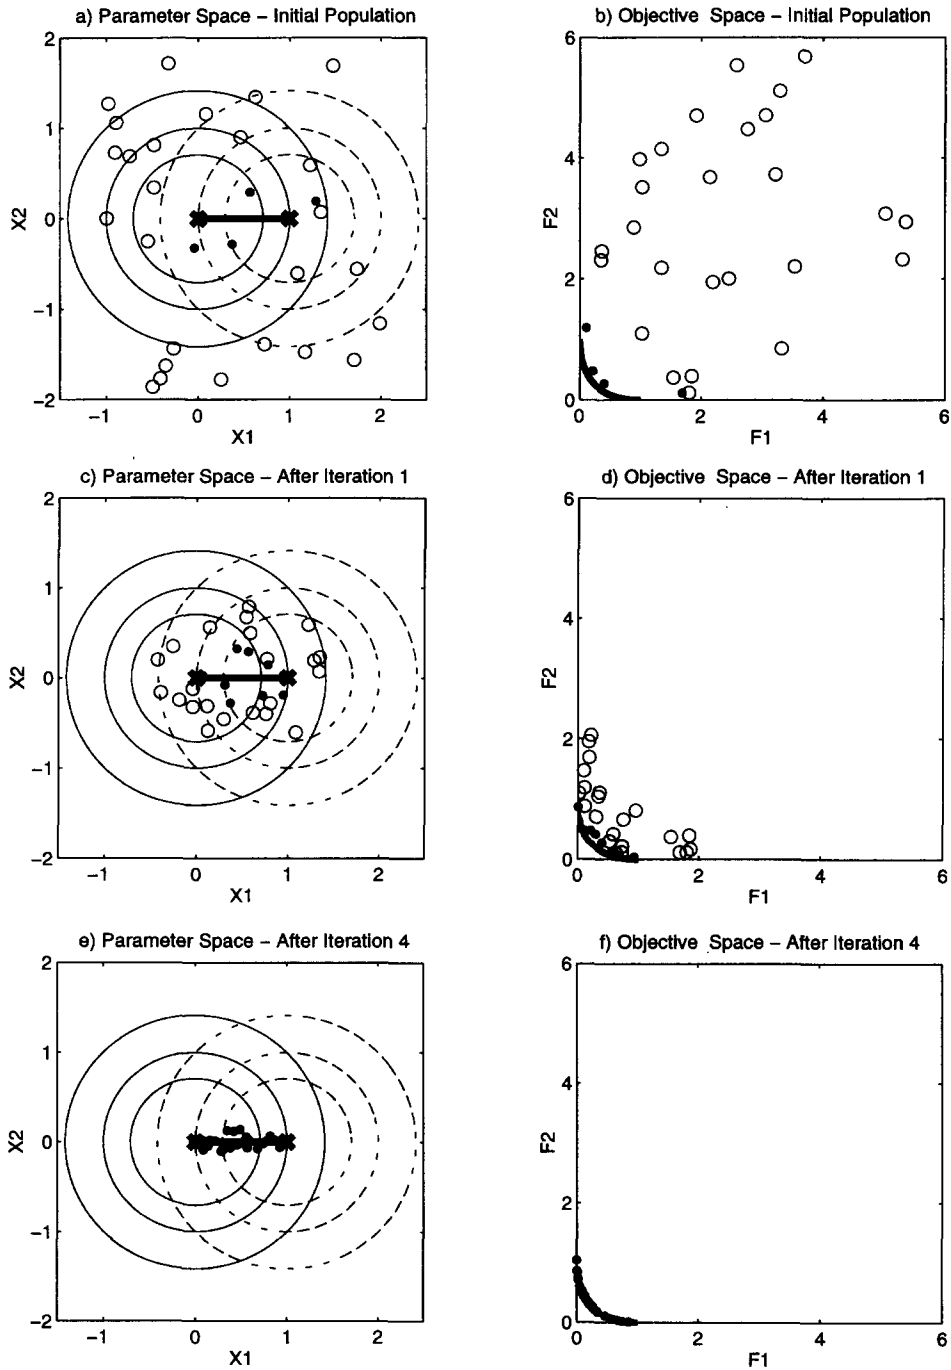 a) Parameter Space – Initial Population
2
1
0
−1
−2
X2
−1
0
1
2
X1
b) Objective Space – Initial Population
6
4
2
0
F2
0
2
4
6
F1
c) Parameter Space – After Iteration 1
2
1
0
−1
−2
X2
−1
0
1
2
X1
d) Objective Space – After Iteration 1
6
4
2
0
F2
0
2
4
6
F1
e) Parameter Space – After Iteration 4
2
1
0
−1
−2
X2
−1
0
1
2
X1
f) Objective Space – After Iteration 4
6
4
2
0
F2
0
2
4
6
F1